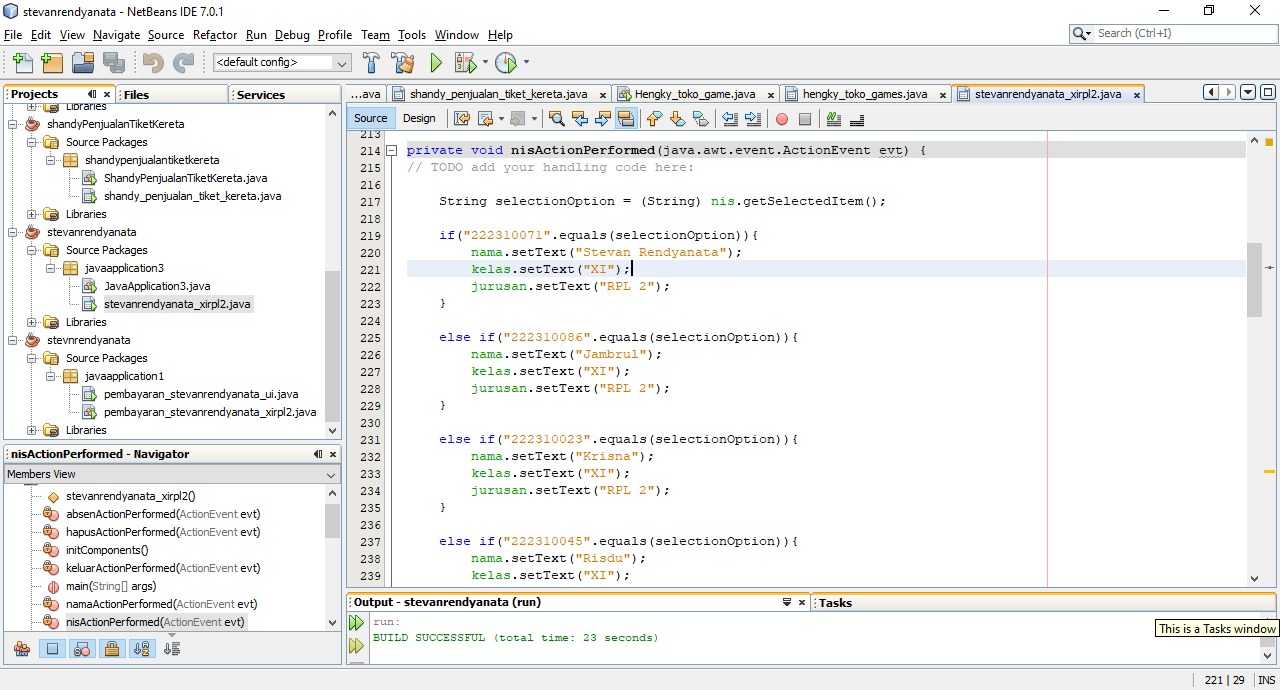 stevanrendyanata - NetBeans IDE 7.0.1
File Edit View Navigate Source Refactor Run Debug Profile Team Tools Window Help
Search (Ctrl+I)
<default config>
Projects
Files
Services
Libraries
shandyPenjualanTiketKereta
Source Packages
shandypenjualantiketkereta
ShandyPenjualanTiketKereta.java
shandy_penjualan_tiket_kereta.java
Libraries
stevanrendyanata
Source Packages
javaapplication3
JavaApplication3.java
stevanrendyanata_xirpl2.java
Libraries
stevnrendyanata
Source Packages
javaapplication1
pembayaran_stevanrendyanata_ui.java
pembayaran_stevanrendyanata_xirpl2.java
Libraries
nisActionPerformed - Navigator
Members View
stevanrendyanata_xirpl2()
absenActionPerformed(ActionEvent evt)
hapusActionPerformed(ActionEvent evt)
initComponents()
keluarActionPerformed(ActionEvent evt)
main(String[] args)
namaActionPerformed(ActionEvent evt)
nisActionPerformed(ActionEvent evt)
...ava shandy_penjualan_tiket_kereta.java Hengky_toko_game.java hengky_toko_games.java stevanrendyanata_xirpl2.java
Source Design
213
214 private void nisActionPerformed(java.awt.event.ActionEvent evt) {
215 // TODO add your handling code here:
216
217 String selectionOption = (String) nis.getSelectedItem();
218
219 if("222310071".equals(selectionOption)){
220 nama.setText("Stevan Rendyanata");
221 kelas.setText("XI");
222 jurusan.setText("RPL 2");
223 }
224
225 else if("222310086".equals(selectionOption)){
226 nama.setText("Jambrul");
227 kelas.setText("XI");
228 jurusan.setText("RPL 2");
229 }
230
231 else if("222310023".equals(selectionOption)){
232 nama.setText("Krisna");
233 kelas.setText("XI");
234 jurusan.setText("RPL 2");
235 }
236
237 else if("222310045".equals(selectionOption)){
238 nama.setText("Risdu");
239 kelas.setText("XI");
Output - stevanrendyanata (run)
Tasks
run:
BUILD SUCCESSFUL (total time: 23 seconds)
This is a Tasks window
221 | 29 INS